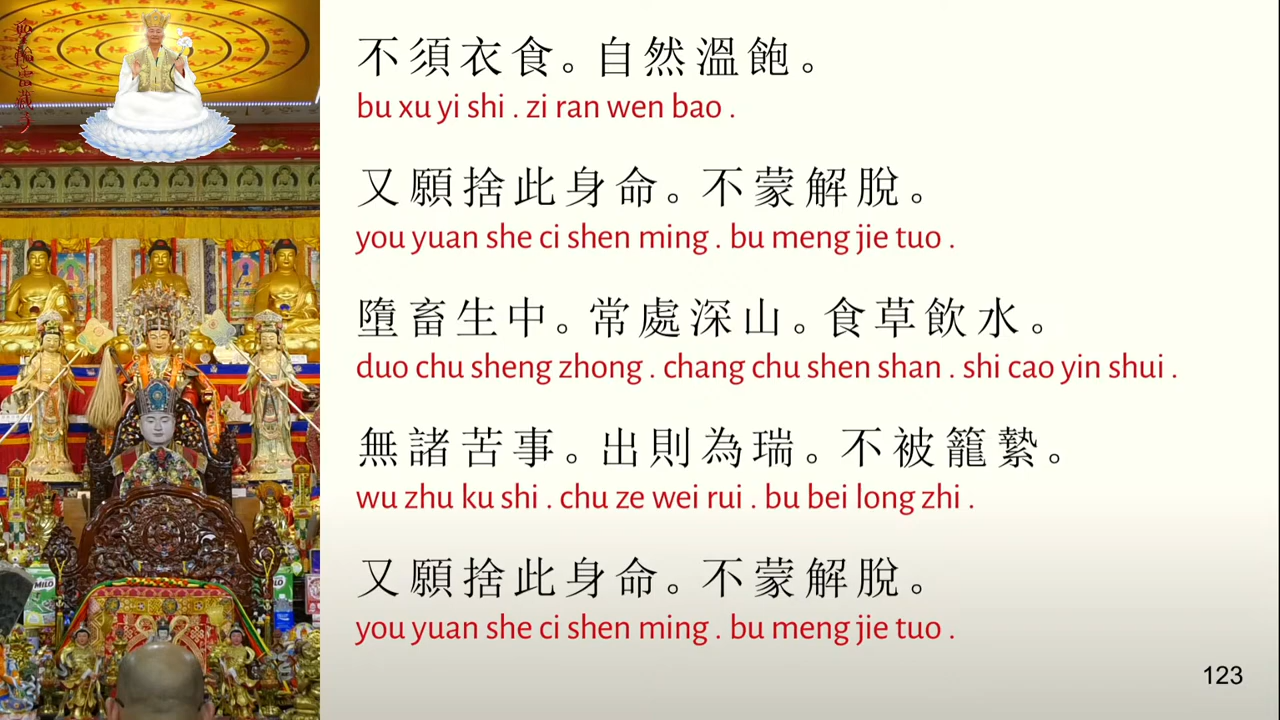 不須衣食。自然溫飽。
bu xu yi shi . zi ran wen bao .
又願捨此身命。不蒙解脫。
you yuan she ci shen ming . bu meng jie tuo .
墮畜生中。常處深山。食草飲水。
duo chu sheng zhong . chang chu shen shan . shi cao yin shui .
無諸苦事。出則為瑞。不被籠縶。
wu zhu ku shi . chu ze wei rui . bu bei long zhi .
又願捨此身命。不蒙解脫。
you yuan she ci shen ming . bu meng jie tuo .
123
MILO